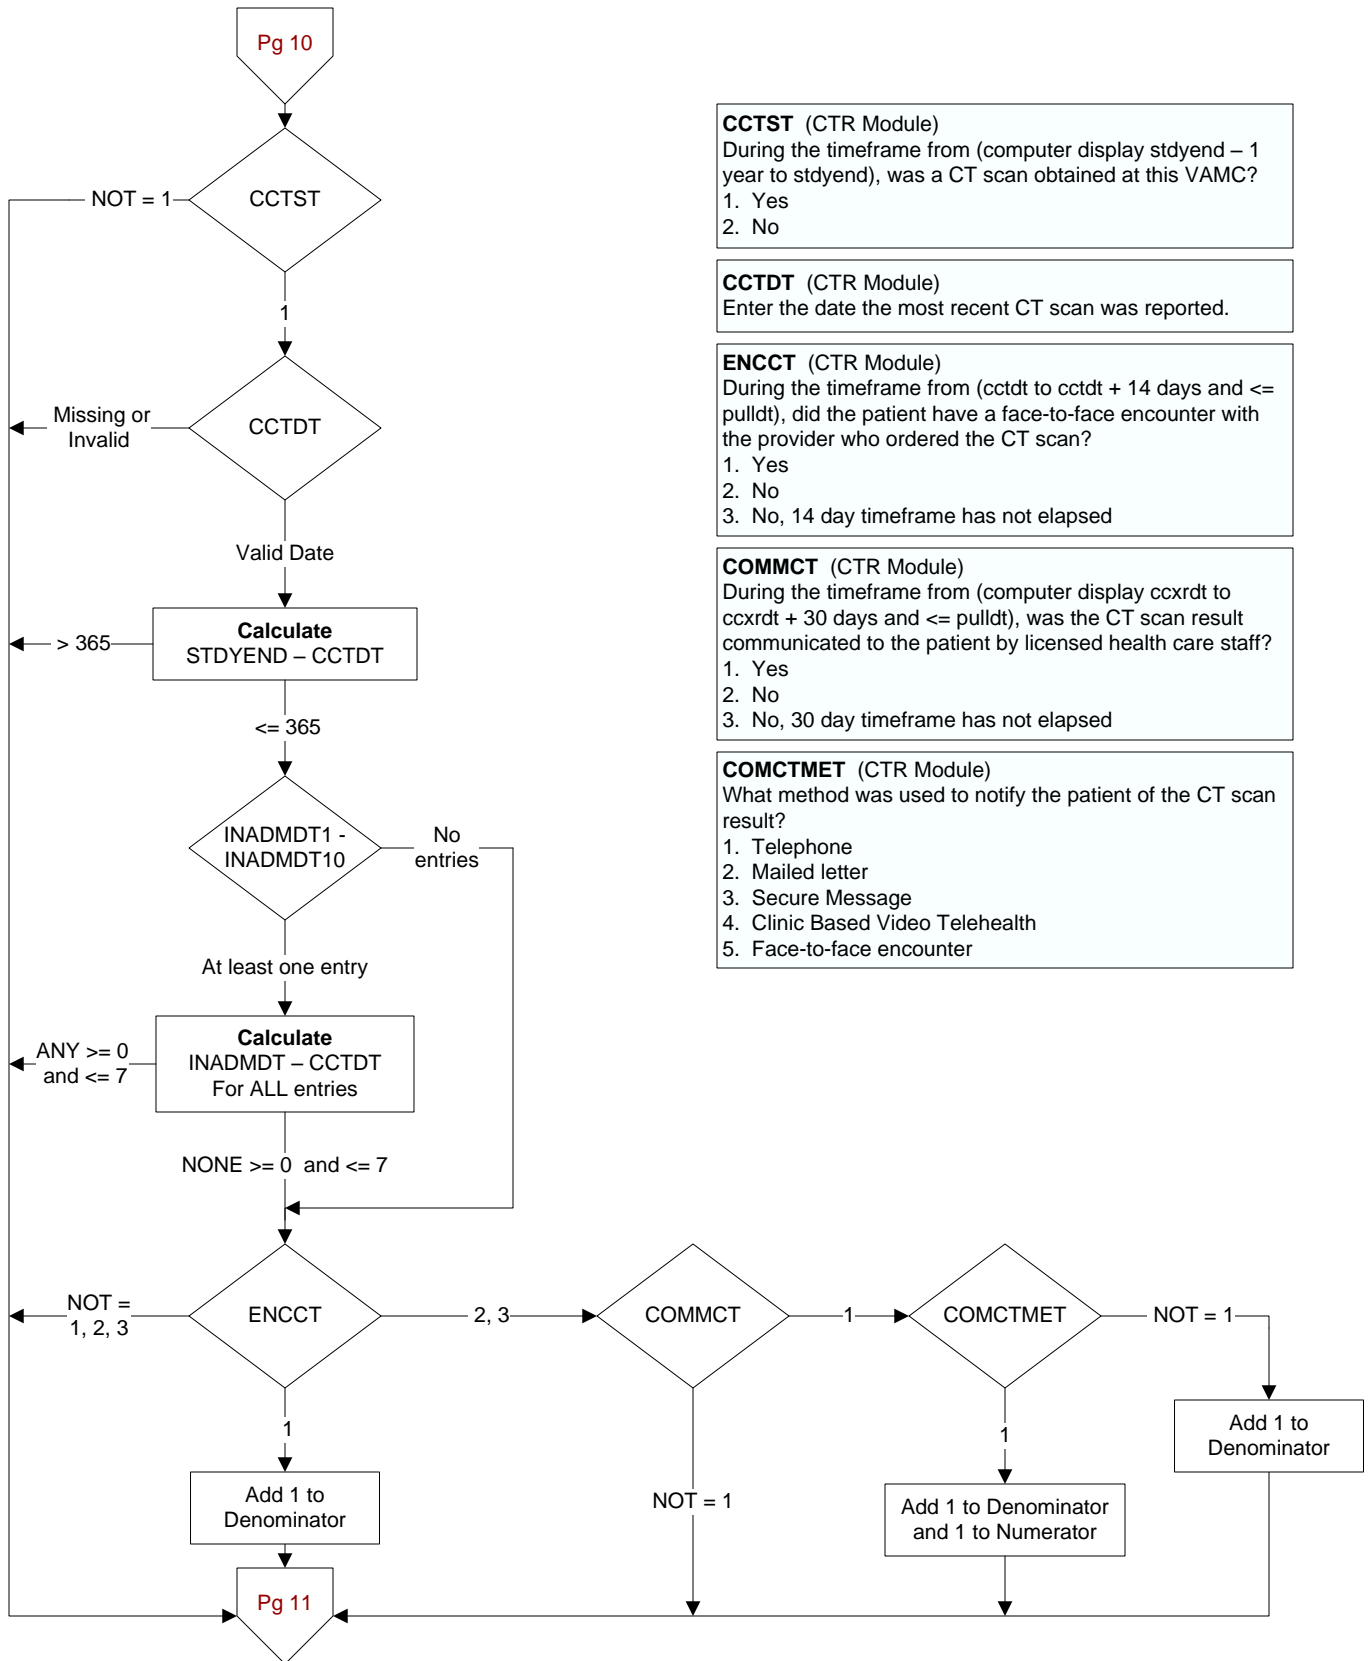 Pg 10
CCTST
NOT = 1
1
CCTDT
Missing or
Invalid
Valid Date
Calculate
STDYEND – CCTDT
> 365
<= 365
INADMDT1 -
INADMDT10
No
entries
At least one entry
Calculate
INADMDT – CCTDT
For ALL entries
ANY >= 0
and <= 7
NONE >= 0 and <= 7
ENCCT
NOT =
1, 2, 3
2, 3
COMMCT
1
COMCTMET
NOT = 1
Add 1 to
Denominator
1
Add 1 to
Denominator
NOT = 1
1
Add 1 to Denominator
and 1 to Numerator
Pg 11
CCTST (CTR Module)
During the timeframe from (computer display stdyend – 1
year to stdyend), was a CT scan obtained at this VAMC?
1. Yes
2. No
CCTDT (CTR Module)
Enter the date the most recent CT scan was reported.
ENCCT (CTR Module)
During the timeframe from (cctdt to cctdt + 14 days and <=
pulldt), did the patient have a face-to-face encounter with
the provider who ordered the CT scan?
1. Yes
2. No
3. No, 14 day timeframe has not elapsed
COMMCT (CTR Module)
During the timeframe from (computer display ccxrdt to
ccxrdt + 30 days and <= pulldt), was the CT scan result
communicated to the patient by licensed health care staff?
1. Yes
2. No
3. No, 30 day timeframe has not elapsed
COMCTMET (CTR Module)
What method was used to notify the patient of the CT scan
result?
1. Telephone
2. Mailed letter
3. Secure Message
4. Clinic Based Video Telehealth
5. Face-to-face encounter